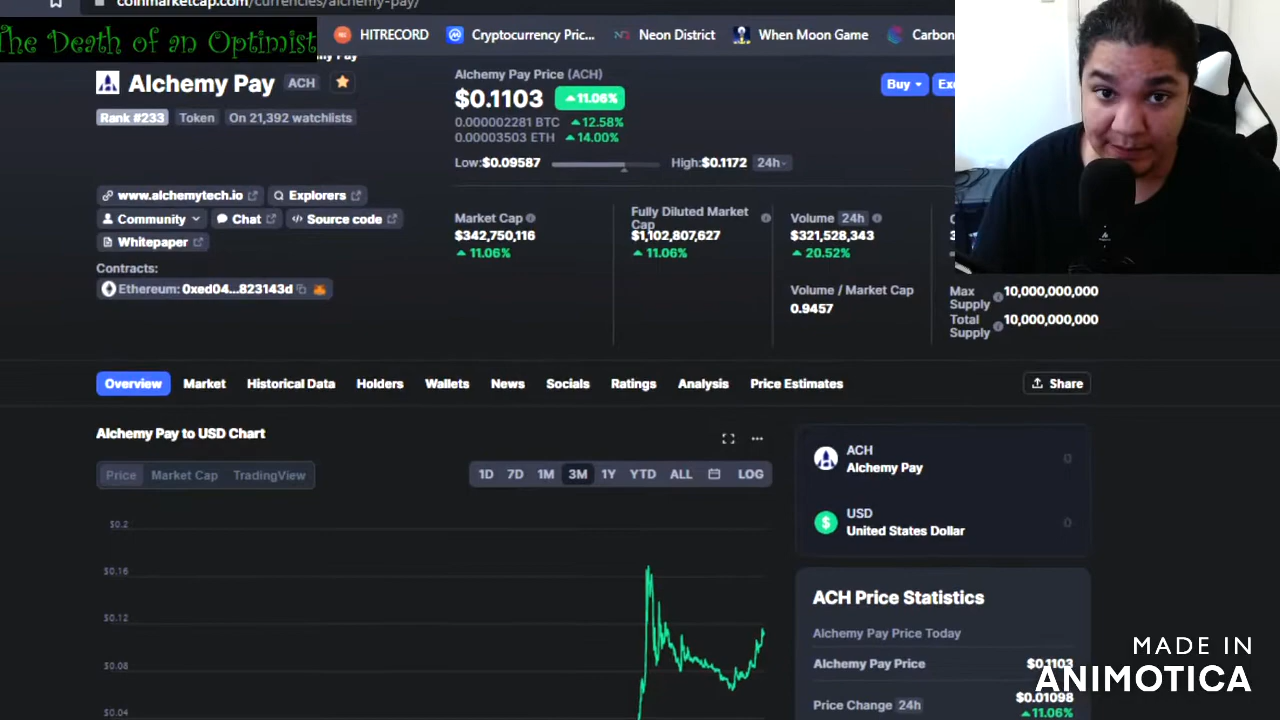 coinmarketcap.com/currencies/alchemy-pay/
The Death of an Optimist
HITRECORD
Cryptocurrency Pric...
Neon District
When Moon Game
Carbon
Pay
Alchemy Pay ACH
Rank #233 Token On 21,392 watchlists
www.alchemytech.io Explorers
Community Chat Source code
Whitepaper
Contracts:
Ethereum: 0xed04...823143d
Alchemy Pay Price (ACH)
$0.1103 11.06%
0.000002281 BTC 12.58%
0.00003503 ETH 14.00%
Low: $0.09587 High: $0.1172 24h
Buy
Market Cap
$342,750,116
11.06%
Fully Diluted Market
Cap
$1,102,807,627
11.06%
Volume 24h
$321,528,343
20.52%
Volume / Market Cap
0.9457
Max
Supply
10,000,000,000
Total
Supply
10,000,000,000
Overview Market Historical Data Holders Wallets News Socials Ratings Analysis Price Estimates Share
Alchemy Pay to USD Chart
Price Market Cap TradingView
1D 7D 1M 3M 1Y YTD ALL LOG
$0.2
$0.16
$0.12
$0.08
$0.04
ACH
Alchemy Pay
0
USD
United States Dollar
0
ACH Price Statistics
Alchemy Pay Price Today
Alchemy Pay Price $0.1103
Price Change 24h $0.01098
11.06%
MADE IN
ANIMOTICA